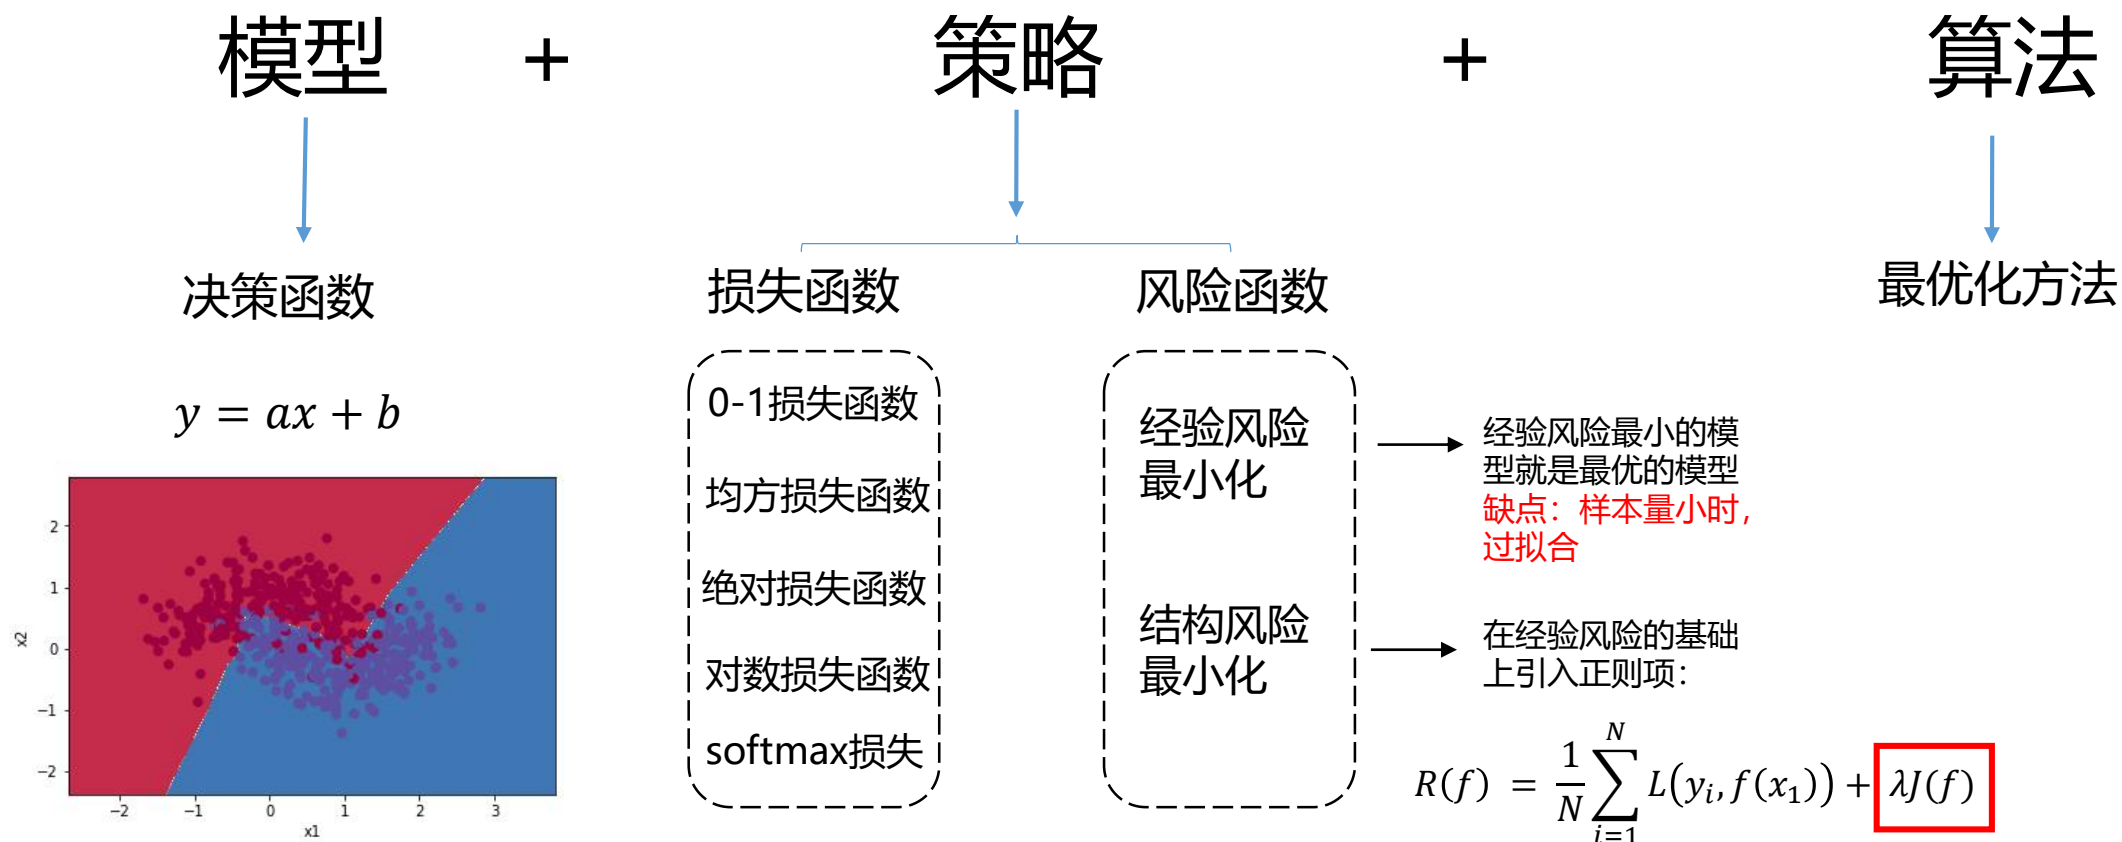 模型 + 策略 + 算法
决策函数
损失函数
风险函数
最优化方法
y = ax + b
2
1
0
−1
−2
x2
−2 −1 0 1 2 3
x1
0-1损失函数
均方损失函数
绝对损失函数
对数损失函数
softmax损失
经验风险
最小化
结构风险
最小化
经验风险最小的模
型就是最优的模型
缺点：样本量小时，
过拟合
在经验风险的基础
上引入正则项：
R(f) = \frac{1}{N}\sum_{i=1}^{N} L(y_i, f(x_1)) + λJ(f)